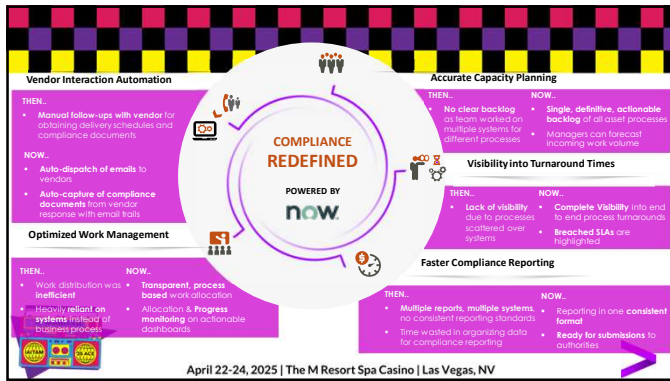 Vendor Interaction Automation
THEN..
• Manual follow-ups with vendor for
obtaining delivery schedules and
compliance documents
NOW..
• Auto-dispatch of emails to
vendors
• Auto-capture of compliance
documents from vendor
response with email trails
Optimized Work Management
THEN..
• Work distribution was
inefficient
• Heavily reliant on
systems instead of
business process
NOW..
• Transparent, process
based work allocation
• Allocation & Progress
monitoring on actionable
dashboards
COMPLIANCE
REDEFINED
POWERED BY
now.
Accurate Capacity Planning
THEN..
• No clear backlog
as team worked on
multiple systems for
different processes
NOW..
• Single, definitive, actionable
backlog of all asset processes
• Managers can forecast
incoming work volume
Visibility into Turnaround Times
THEN..
• Lack of visibility
due to processes
scattered over
systems
NOW..
• Complete Visibility into end
to end process turnarounds
• Breached SLAs are
highlighted
Faster Compliance Reporting
THEN..
• Multiple reports, multiple systems,
no consistent reporting standards
• Time wasted in organizing data
for compliance reporting
NOW..
• Reporting in one consistent
format
• Ready for submissions to
authorities
IAITAM
25 ACE
April 22-24, 2025 | The M Resort Spa Casino | Las Vegas, NV